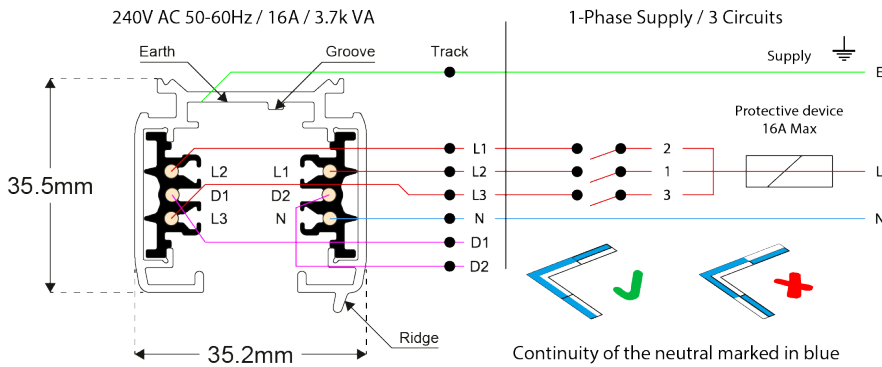 240V AC 50-60Hz / 16A / 3.7k VA
1-Phase Supply / 3 Circuits
Earth
Groove
Track
Supply
E
Protective device
16A Max
L1
2
L2
L1
L2
1
L
35.5mm
D1
D2
L3
3
L3
N
N
N
D1
D2
Ridge
35.2mm
Continuity of the neutral marked in blue